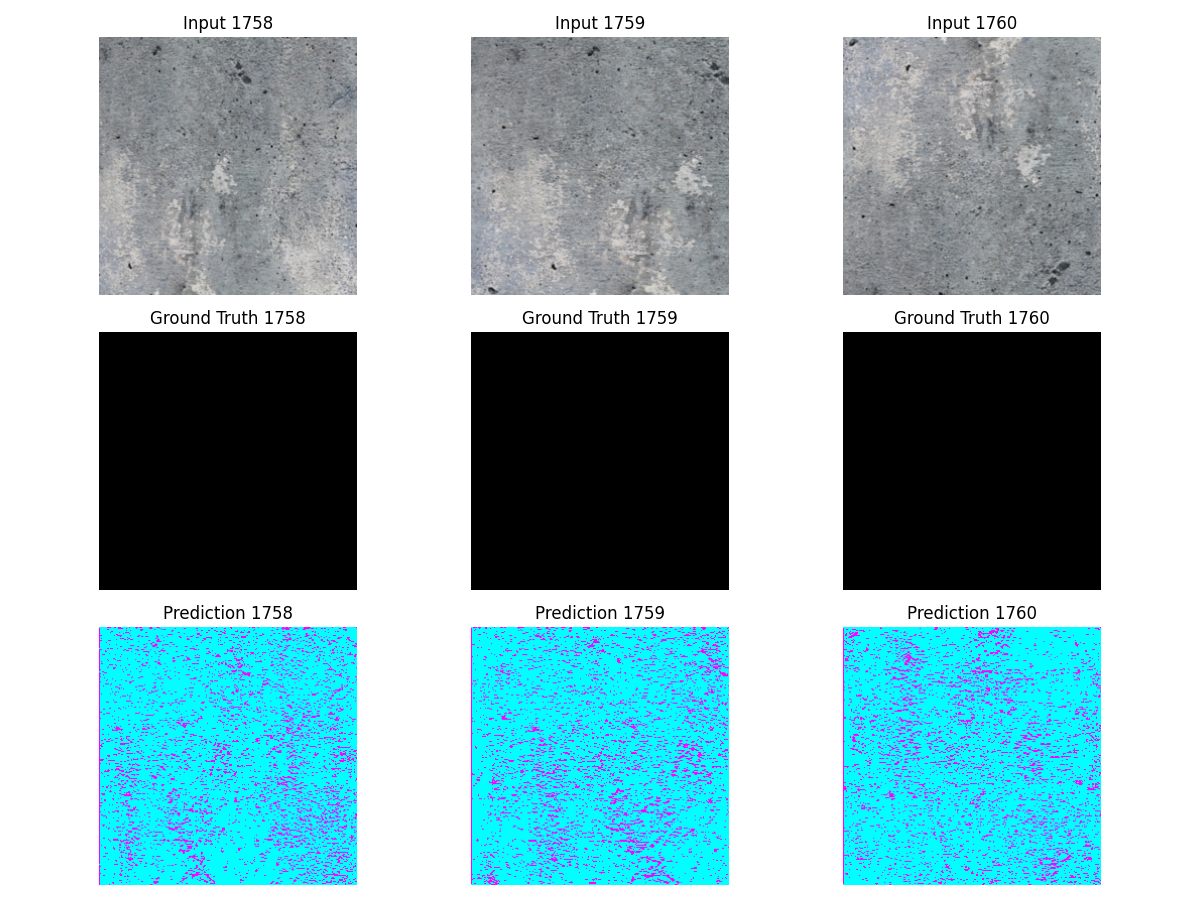 Input 1758
Input 1759
Input 1760
Ground Truth 1758
Ground Truth 1759
Ground Truth 1760
Prediction 1758
Prediction 1759
Prediction 1760